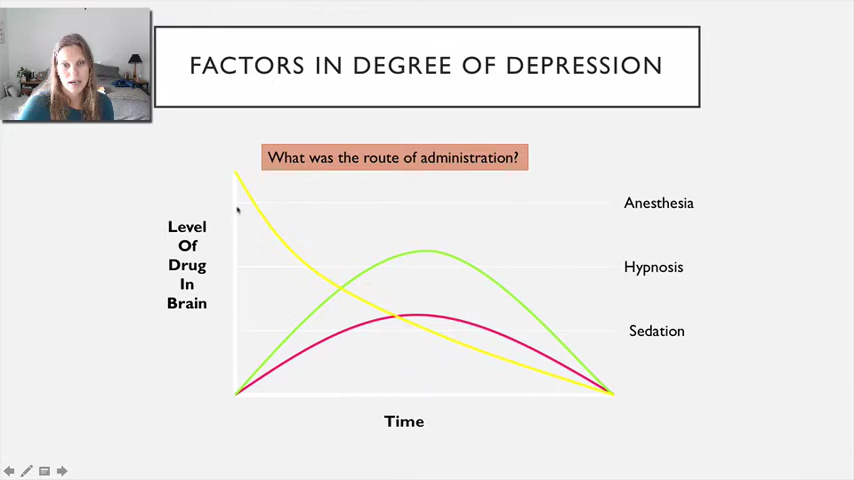 FACTORS IN DEGREE OF DEPRESSION
What was the route of administration?
Level
Of
Drug
In
Brain
Anesthesia
Hypnosis
Sedation
Time